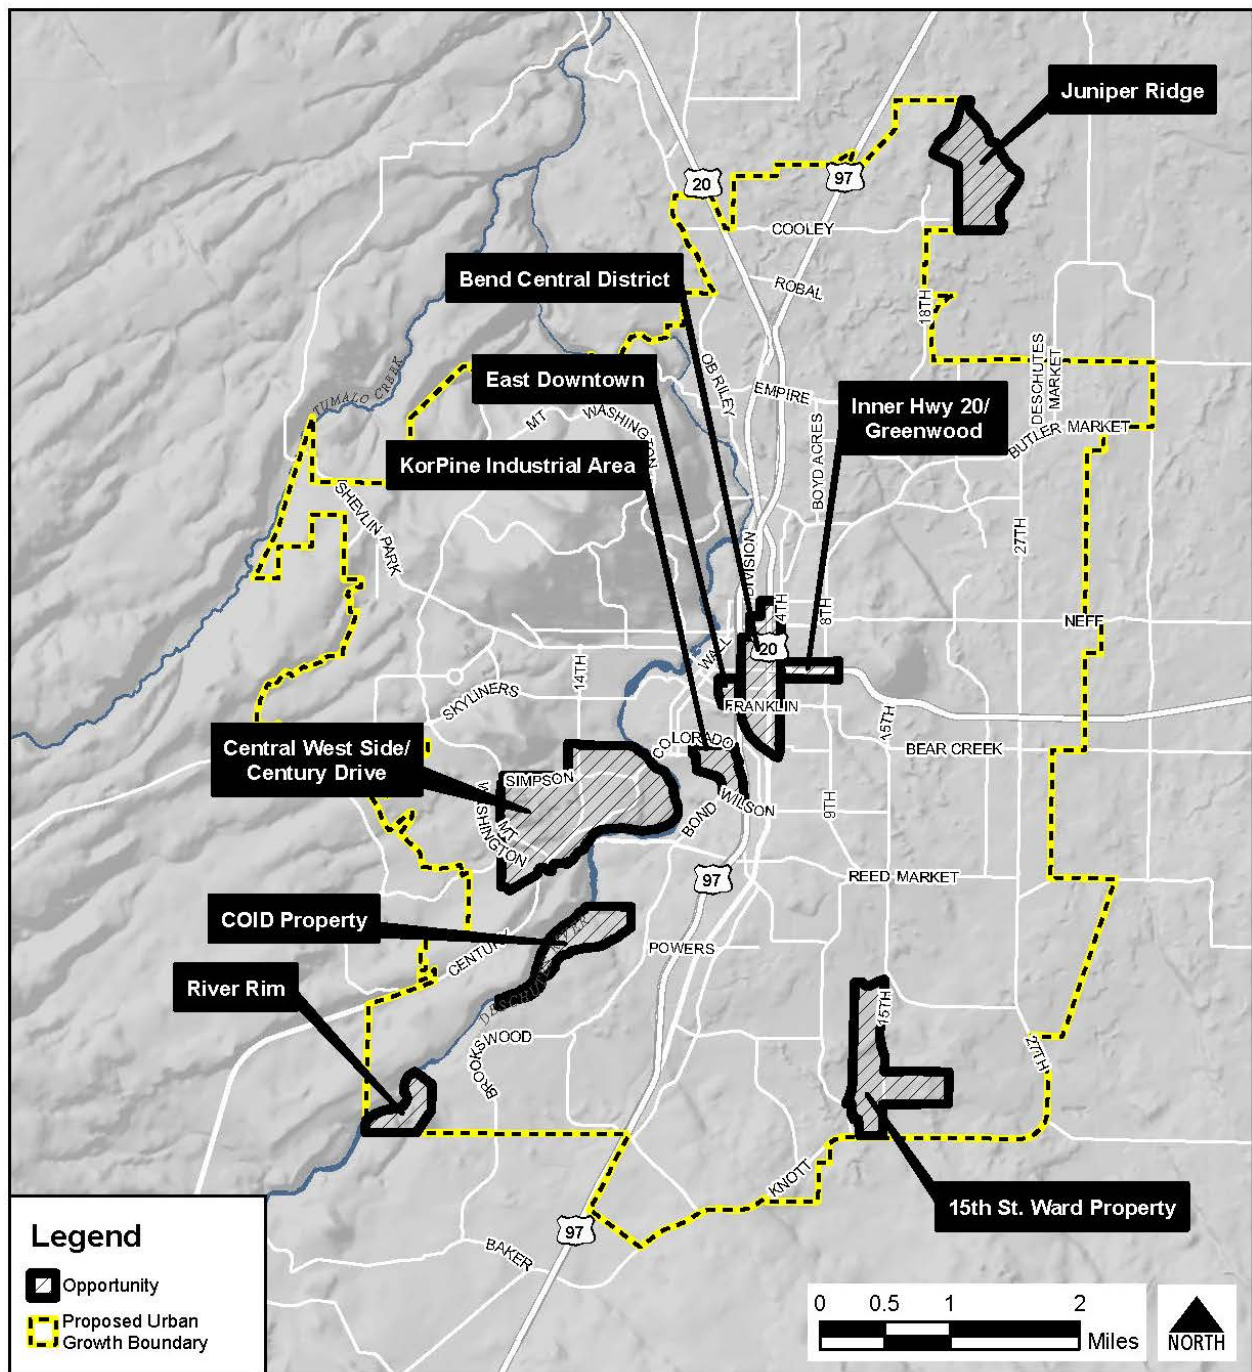 Juniper Ridge
20
97
COOLEY
Bend Central District
ROBAL
18TH
OB RILEY
DESCHUTES
MARKET
TUMALO CREEK
East Downtown
EMPIRE
Inner Hwy 20/
Greenwood
MT
WASHINGTON
BUTLER MARKET
KorPine Industrial Area
BOYD ACRES
SHEVLIN PARK
27TH
DIVISION
4TH
8TH
NEFF
20
WALL
14TH
SKYLINERS
FRANKLIN
15TH
Central West Side/
Century Drive
COLORADO
BEAR CREEK
SIMPSON
MT
WASHINGTON
BOND
WILSON
9TH
97
REED MARKET
COID Property
CENTURY
POWERS
River Rim
DESCHUTES RIVER
BROOKSWOOD
15TH
27TH
KNOTT
15th St. Ward Property
97
BAKER
Legend
Opportunity
Proposed Urban
Growth Boundary
0 0.5 1 2
Miles
NORTH